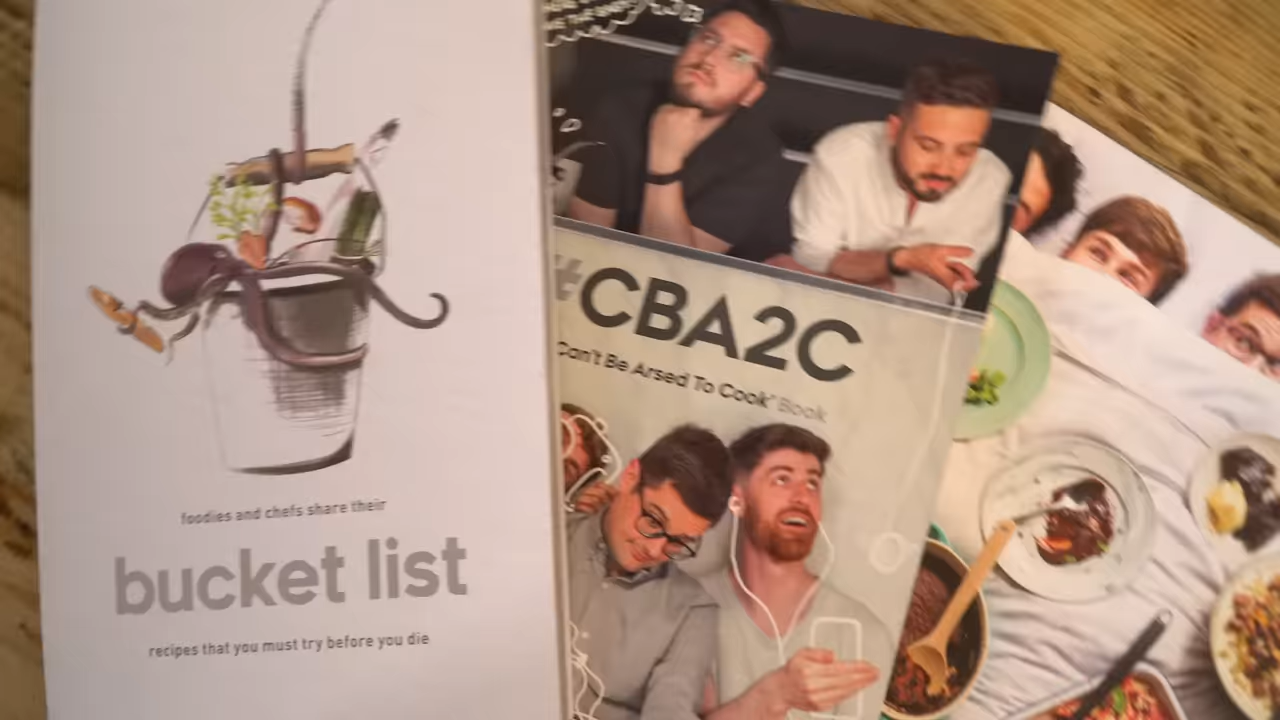 foodies and chefs share their
bucket list
recipes that you must try before you die
#CBA2C
Can't Be Arsed To Cook" Book